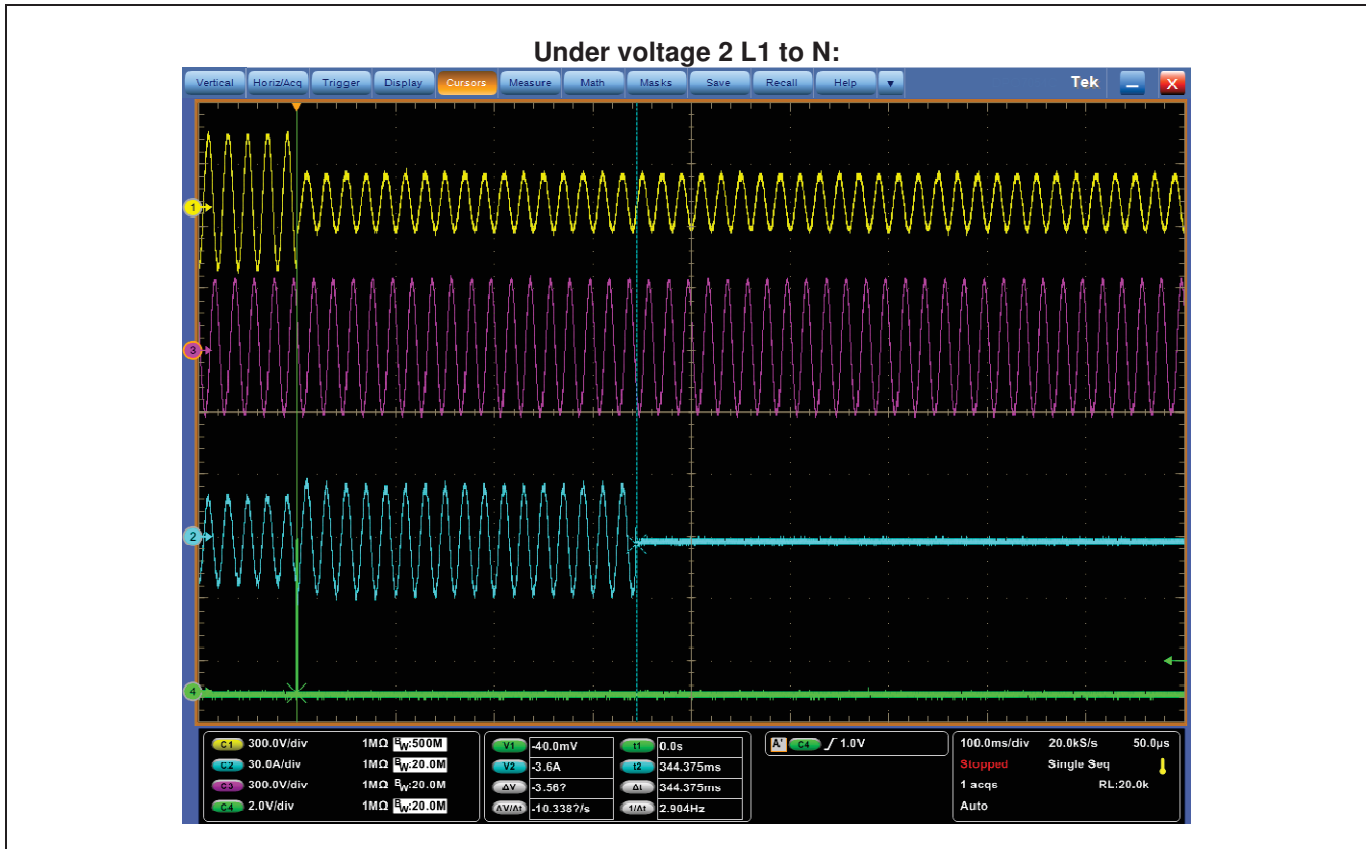 Under voltage 2 L1 to N:
Vertical Horiz/Acq Trigger Display Cursors Measure Math Masks Save Recall Help Tek X
1
3
2
4
C1 300.0V/div 1MΩ BW:500M
C2 30.0A/div 1MΩ BW:20.0M
C3 300.0V/div 1MΩ BW:20.0M
C4 2.0V/div 1MΩ BW:20.0M
V1 -40.0mV t1 0.0s
V2 -3.6A t2 344.375ms
ΔV -3.56? Δt 344.375ms
ΔV/Δt -10.338?/s 1/Δt 2.904Hz
A' C4 1.0V
100.0ms/div 20.0kS/s 50.0µs
Stopped Single Seq
1 acqs RL:20.0k
Auto